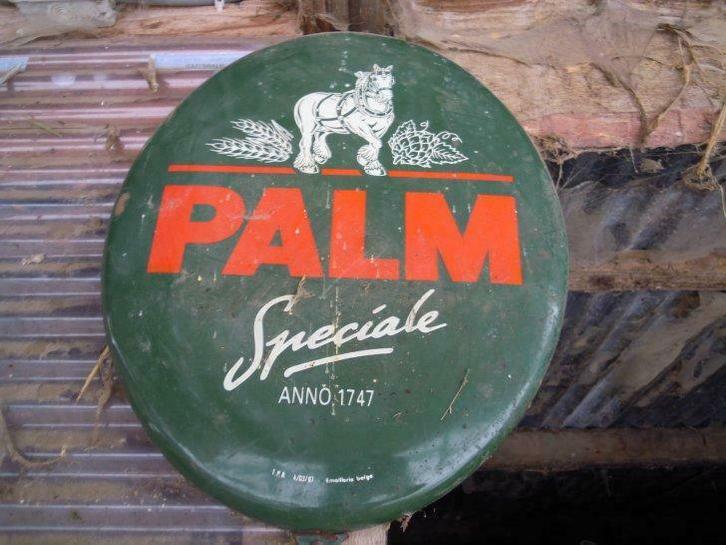 PALM
Speciale
ANNO 1747
Emaillerie belge